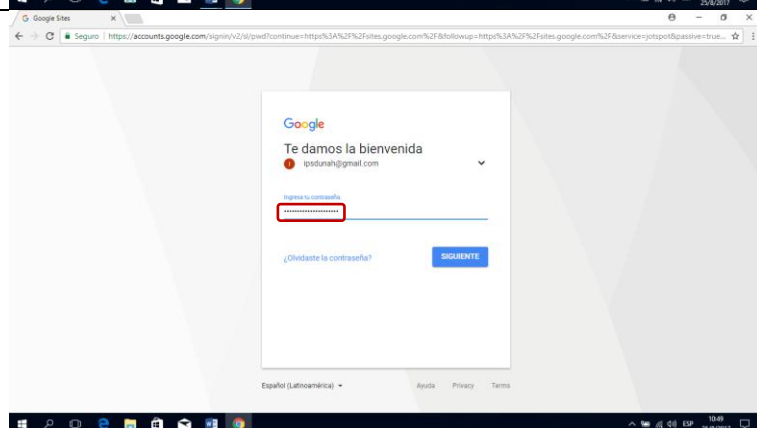 25/8/2017
Google Sites
Seguro | https://accounts.google.com/signin/v2/sl/pwd?continue=https%3A%2F%2Fsites.google.com%2F&followup=https%3A%2F%2Fsites.google.com%2F&service=jotspot&passive=true...
Google
Te damos la bienvenida
ipsdunah@gmail.com
Ingresa tu contraseña
¿Olvidaste la contraseña?
SIGUIENTE
Español (Latinoamérica)
Ayuda Privacy Terms
ESP 10:49